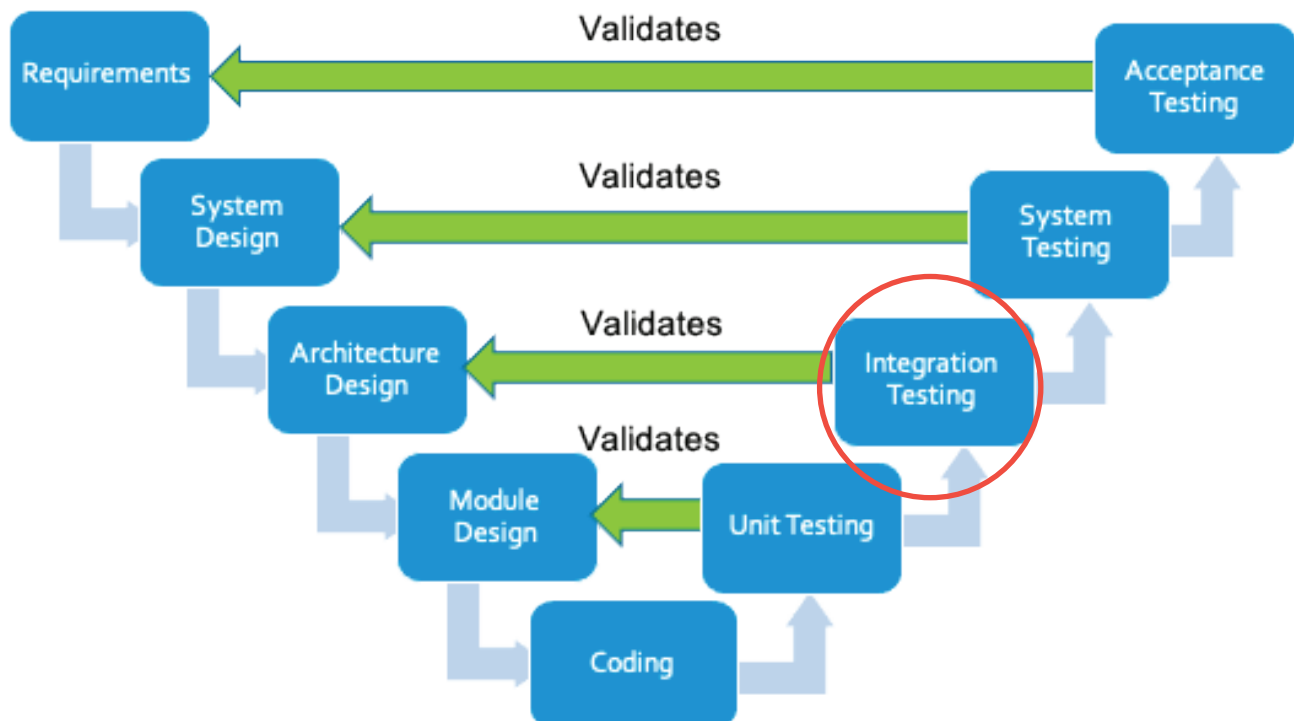 Validates
Requirements
Acceptance
Testing
Validates
System
Design
System
Testing
Validates
Architecture
Design
Integration
Testing
Validates
Module
Design
Unit Testing
Coding